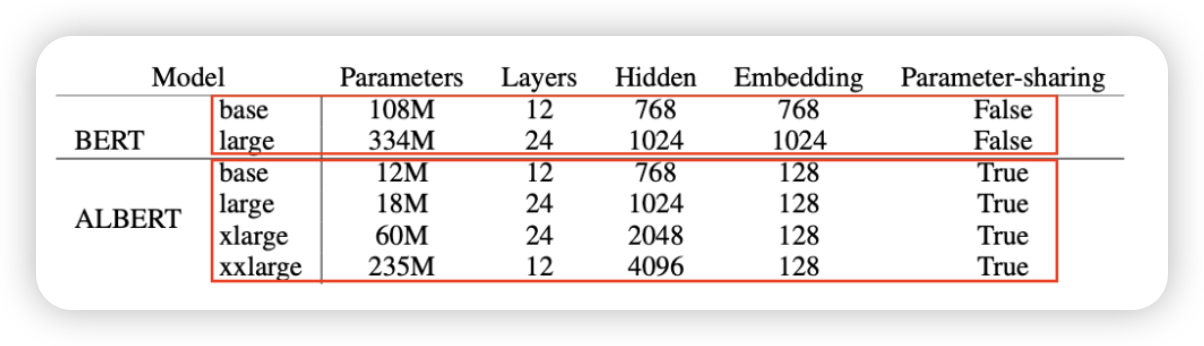 Model Parameters Layers Hidden Embedding Parameter-sharing
base 108M 12 768 768 False
BERT large 334M 24 1024 1024 False
base 12M 12 768 128 True
ALBERT large 18M 24 1024 128 True
xlarge 60M 24 2048 128 True
xxlarge 235M 12 4096 128 True